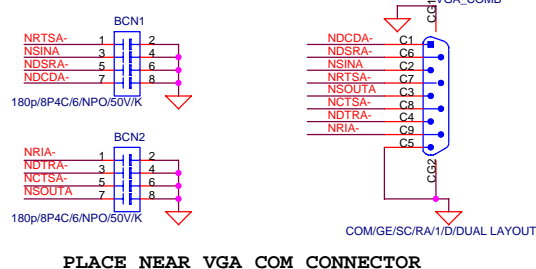 BCN1
NRTSA- 1 2
NSINA 3 4
NDSRA- 5 6
NDCDA- 7 8
180p/8P4C/6/NPO/50V/K
BCN2
NRIA- 1 2
NDTRA- 3 4
NCTSA- 5 6
NSOUTA 7 8
180p/8P4C/6/NPO/50V/K
VGA_COMB
CG1
NDCDA- C1
NDSRA- C6
NSINA C2
NRTSA- C7
NSOUTA C3
NCTSA- C8
NDTRA- C4
NRIA- C9
C5
CG2
COM/GE/SC/RA/1/D/DUAL LAYOUT
PLACE NEAR VGA COM CONNECTOR